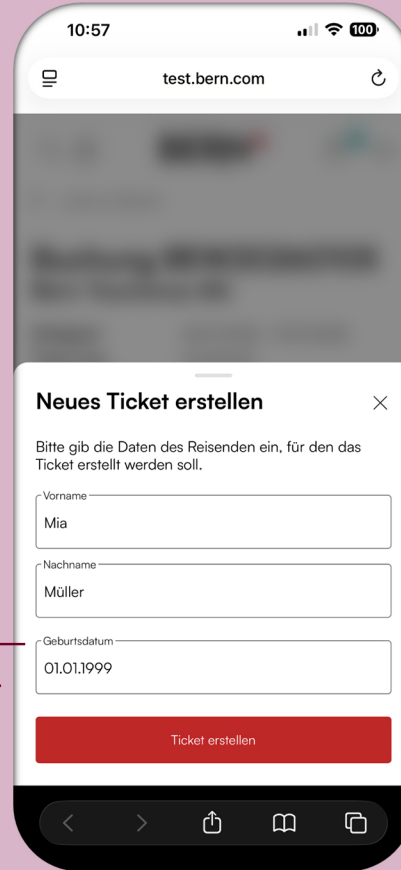 10:57
100
test.bern.com
Neues Ticket erstellen
Bitte gib die Daten des Reisenden ein, für den das
Ticket erstellt werden soll.
Vorname
Mia
Nachname
Müller
Geburtsdatum
01.01.1999
Ticket erstellen